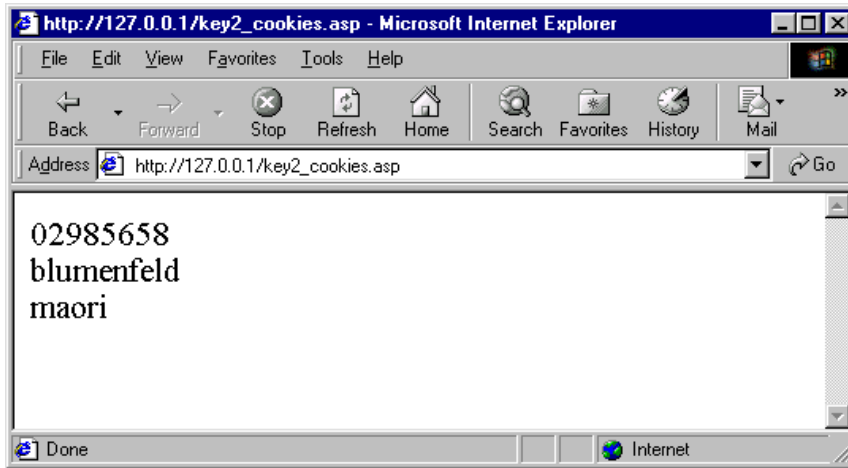 http://127.0.0.1/key2_cookies.asp - Microsoft Internet Explorer
File Edit View Favorites Tools Help
Back Forward Stop Refresh Home Search Favorites History Mail »
Address http://127.0.0.1/key2_cookies.asp Go
02985658
blumenfeld
maori
Done Internet